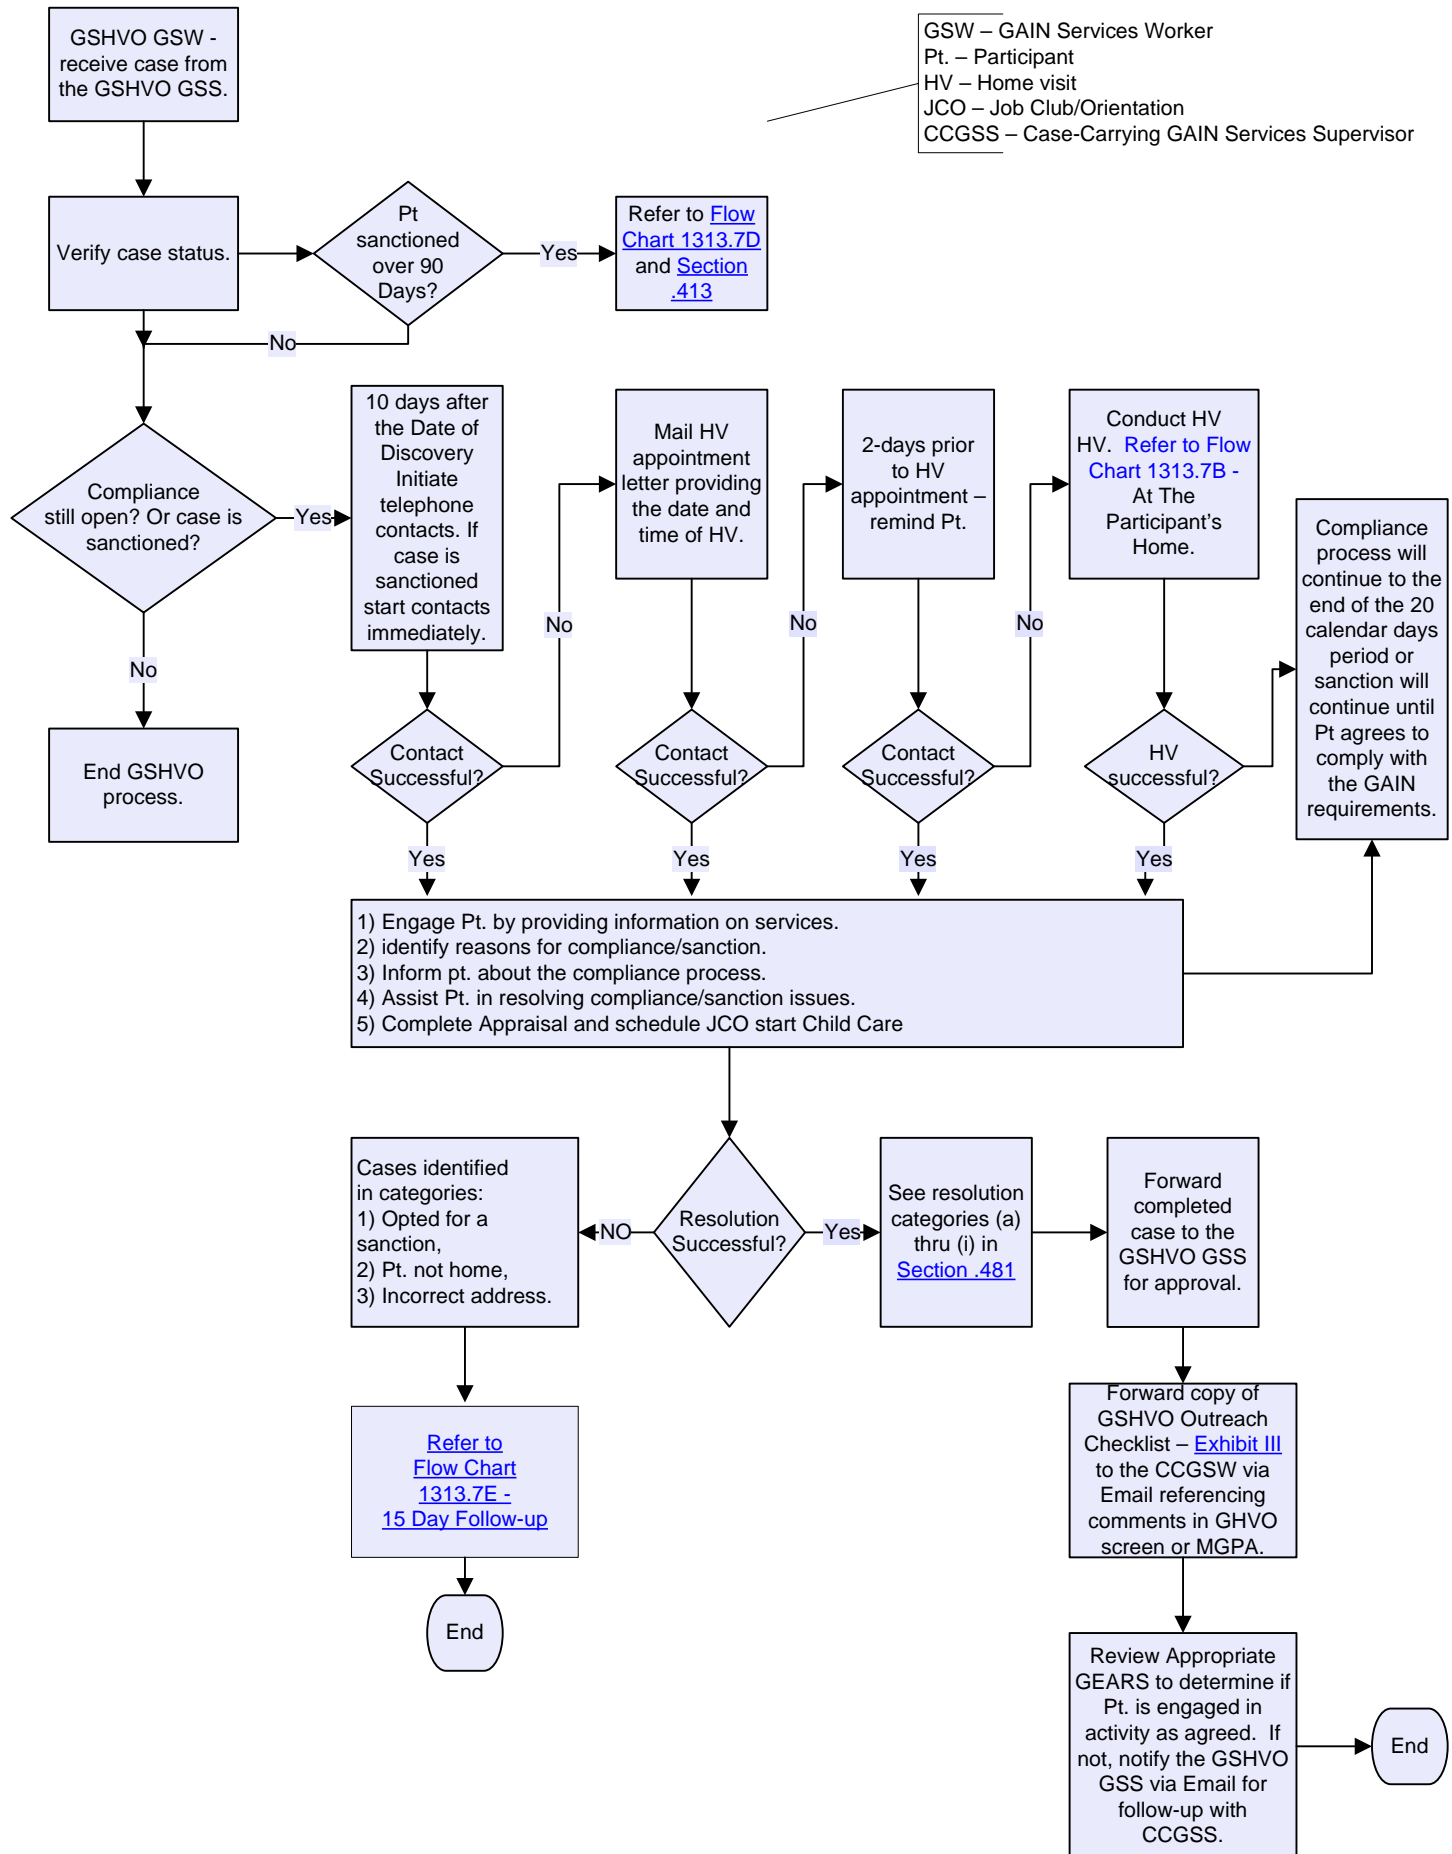 GSHVO GSW -
receive case from
the GSHVO GSS.
GSW – GAIN Services Worker
Pt. – Participant
HV – Home visit
JCO – Job Club/Orientation
CCGSS – Case-Carrying GAIN Services Supervisor
Verify case status.
Pt
sanctioned
over 90
Days?
Yes
Refer to Flow
Chart 1313.7D
and Section
.413
No
Compliance
still open? Or case is
sanctioned?
Yes
No
End GSHVO
process.
10 days after
the Date of
Discovery
Initiate
telephone
contacts. If
case is
sanctioned
start contacts
immediately.
No
Mail HV
appointment
letter providing
the date and
time of HV.
No
2-days prior
to HV
appointment –
remind Pt.
No
Conduct HV
HV.  Refer to Flow
Chart 1313.7B -
At The
Participant's
Home.
Compliance
process will
continue to the
end of the 20
calendar days
period or
sanction will
continue until
Pt agrees to
comply with
the GAIN
requirements.
Contact
Successful?
Contact
Successful?
Contact
Successful?
HV
successful?
Yes
Yes
Yes
Yes
1) Engage Pt. by providing information on services.
2) identify reasons for compliance/sanction.
3) Inform pt. about the compliance process.
4) Assist Pt. in resolving compliance/sanction issues.
5) Complete Appraisal and schedule JCO start Child Care
Cases identified
in categories:
1) Opted for a
sanction,
2) Pt. not home,
3) Incorrect address.
NO
Resolution
Successful?
Yes
See resolution
categories (a)
thru (i) in
Section .481
Forward
completed
case to the
GSHVO GSS
for approval.
Refer to
Flow Chart
1313.7E -
15 Day Follow-up
End
Forward copy of
GSHVO Outreach
Checklist – Exhibit III
to the CCGSW via
Email referencing
comments in GHVO
screen or MGPA.
Review Appropriate
GEARS to determine if
Pt. is engaged in
activity as agreed.  If
not, notify the GSHVO
GSS via Email for
follow-up with
CCGSS.
End